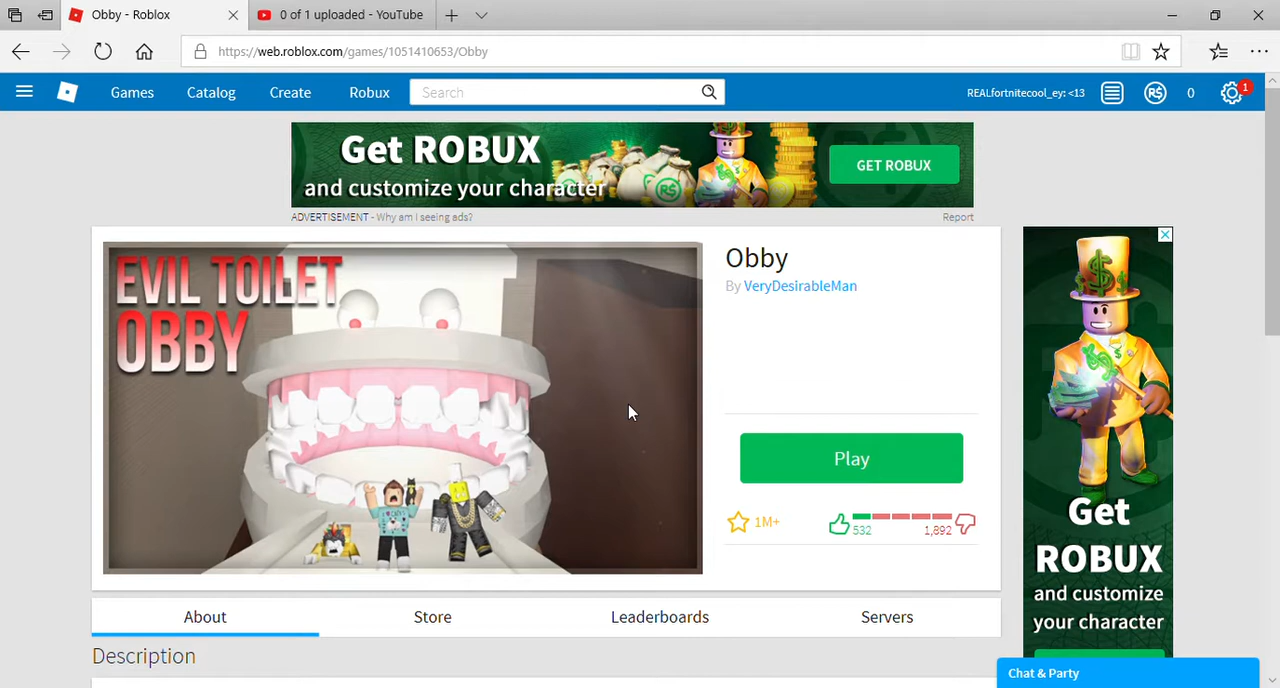 Obby - Roblox
0 of 1 uploaded - YouTube
https://web.roblox.com/games/1051410653/Obby
Games
Catalog
Create
Robux
Search
REALfortnitecool_ey: <13
R$
0
1
Get ROBUX
and customize your character
GET ROBUX
ADVERTISEMENT - Why am I seeing ads?
Report
EVIL TOILET
OBBY
Obby
By VeryDesirableMan
Play
1M+
532
1,892
Get
ROBUX
and customize
your character
About
Store
Leaderboards
Servers
Description
Chat & Party